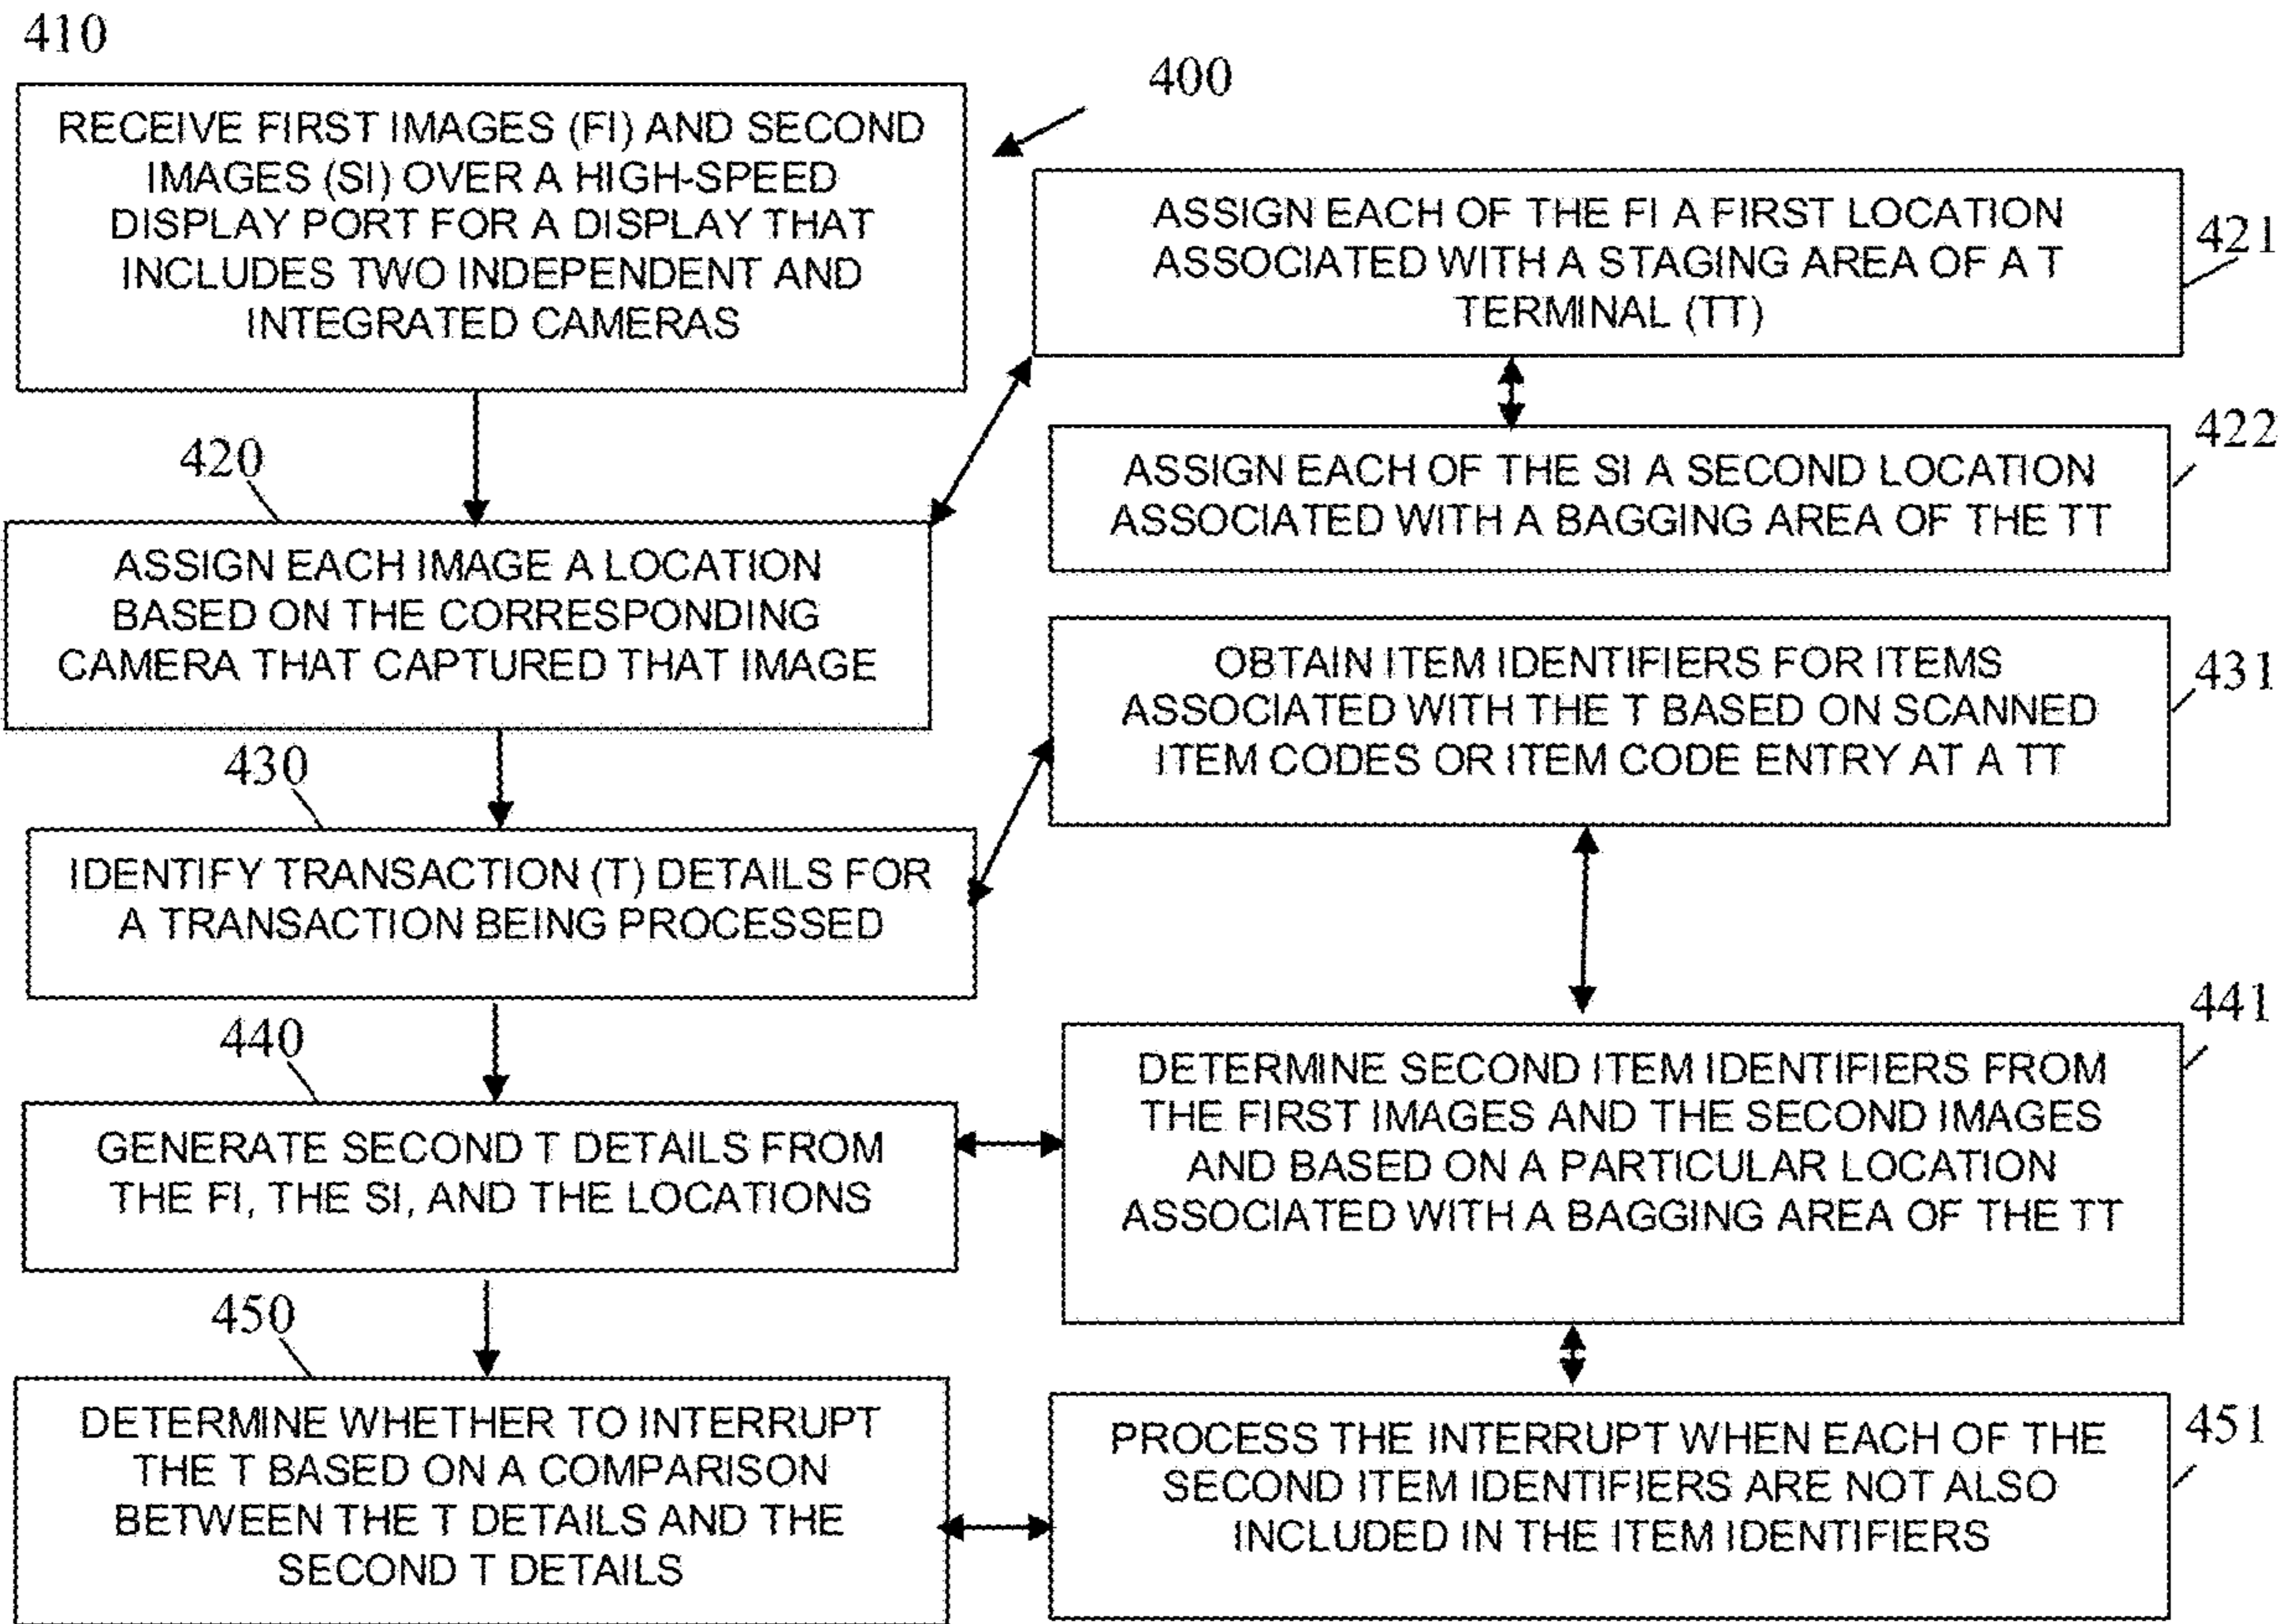 410
RECEIVE FIRST IMAGES (FI) AND SECOND
IMAGES (SI) OVER A HIGH-SPEED
DISPLAY PORT FOR A DISPLAY THAT
INCLUDES TWO INDEPENDENT AND
INTEGRATED CAMERAS
400
ASSIGN EACH OF THE FI A FIRST LOCATION
ASSOCIATED WITH A STAGING AREA OF A T
TERMINAL (TT)
421
ASSIGN EACH OF THE SI A SECOND LOCATION
ASSOCIATED WITH A BAGGING AREA OF THE TT
422
420
ASSIGN EACH IMAGE A LOCATION
BASED ON THE CORRESPONDING
CAMERA THAT CAPTURED THAT IMAGE
OBTAIN ITEM IDENTIFIERS FOR ITEMS
ASSOCIATED WITH THE T BASED ON SCANNED
ITEM CODES OR ITEM CODE ENTRY AT A TT
431
430
IDENTIFY TRANSACTION (T) DETAILS FOR
A TRANSACTION BEING PROCESSED
440
GENERATE SECOND T DETAILS FROM
THE FI, THE SI, AND THE LOCATIONS
441
DETERMINE SECOND ITEM IDENTIFIERS FROM
THE FIRST IMAGES AND THE SECOND IMAGES
AND BASED ON A PARTICULAR LOCATION
ASSOCIATED WITH A BAGGING AREA OF THE TT
450
DETERMINE WHETHER TO INTERRUPT
THE T BASED ON A COMPARISON
BETWEEN THE T DETAILS AND THE
SECOND T DETAILS
PROCESS THE INTERRUPT WHEN EACH OF THE
SECOND ITEM IDENTIFIERS ARE NOT ALSO
INCLUDED IN THE ITEM IDENTIFIERS
451